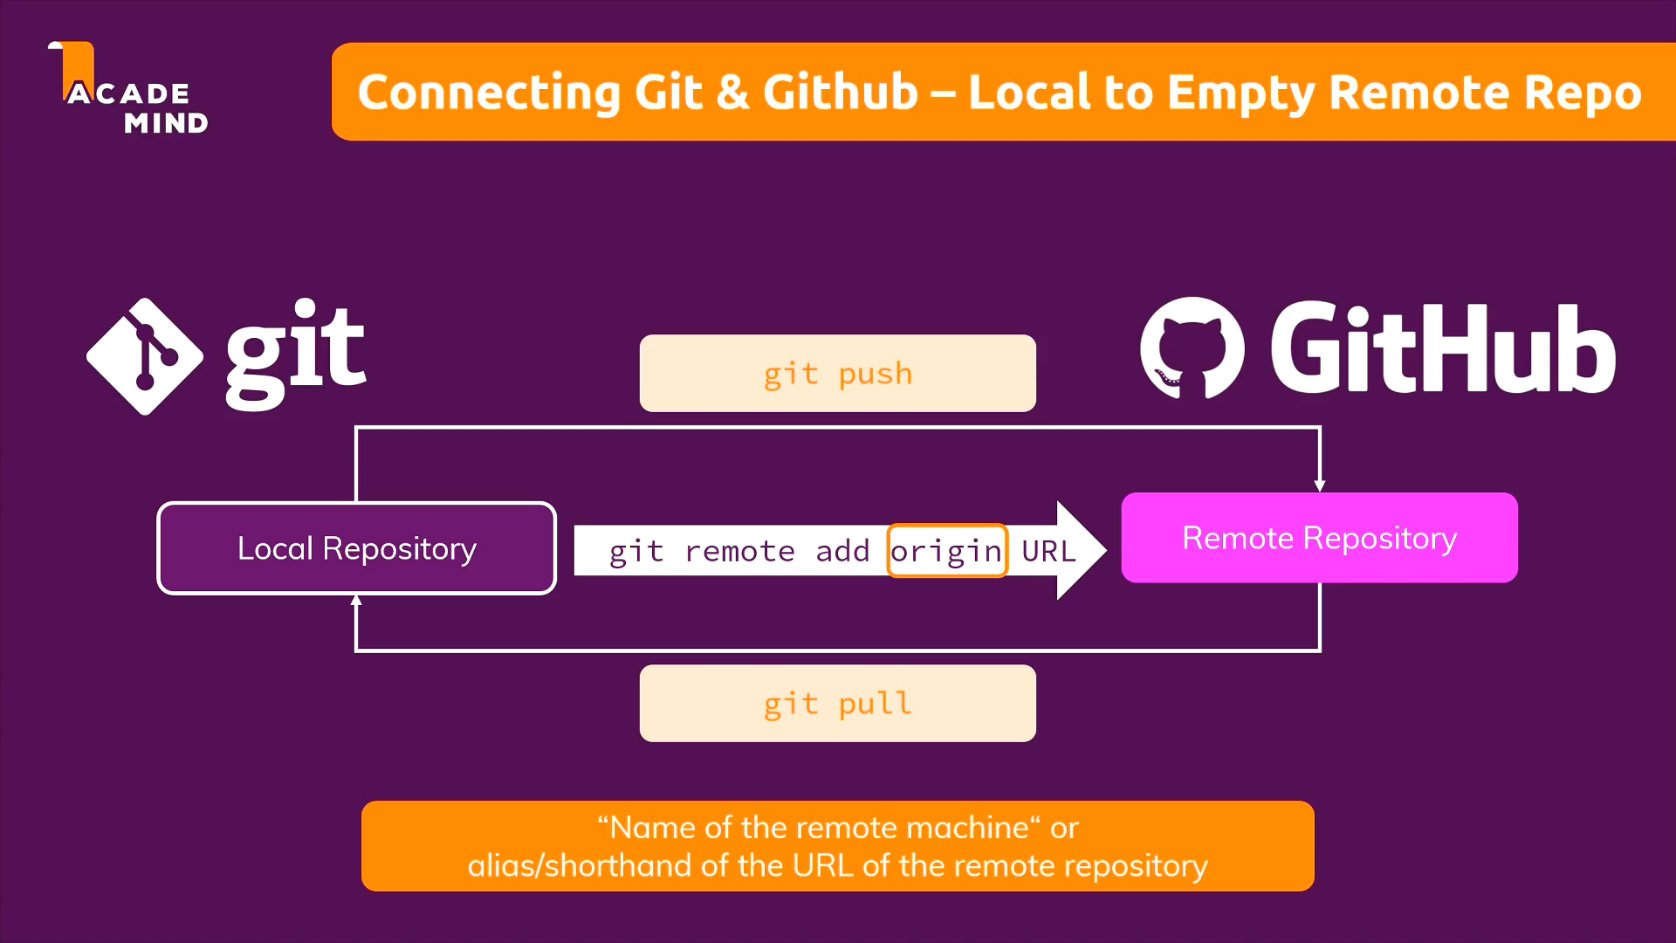 ACADE
MIND
Connecting Git & Github – Local to Empty Remote Repo
git
GitHub
git push
Local Repository
git remote add origin URL
Remote Repository
git pull
“Name of the remote machine“ or
alias/shorthand of the URL of the remote repository